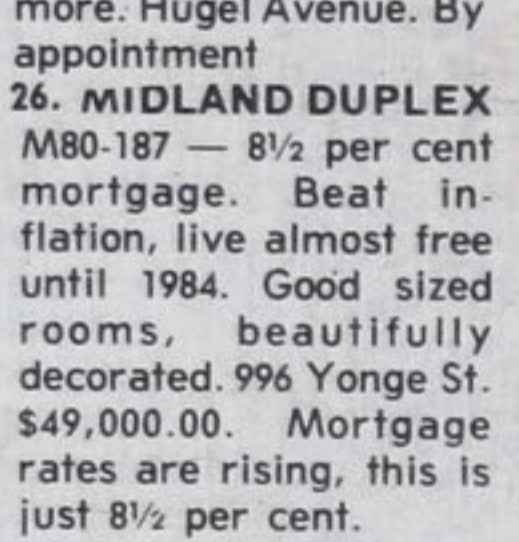 more. Hugel Avenue. By
appointment
26. MIDLAND DUPLEX
M80-187 — 8½ per cent
mortgage. Beat in-
flation, live almost free
until 1984. Good sized
rooms, beautifully
decorated. 996 Yonge St.
$49,000.00. Mortgage
rates are rising, this is
just 8½ per cent.